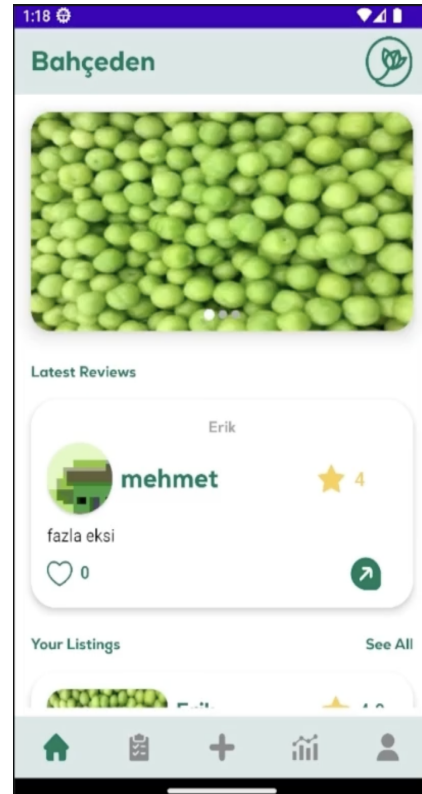 1:18
Bahçeden
Latest Reviews
Erik
mehmet
4
fazla eksi
0
Your Listings
See All